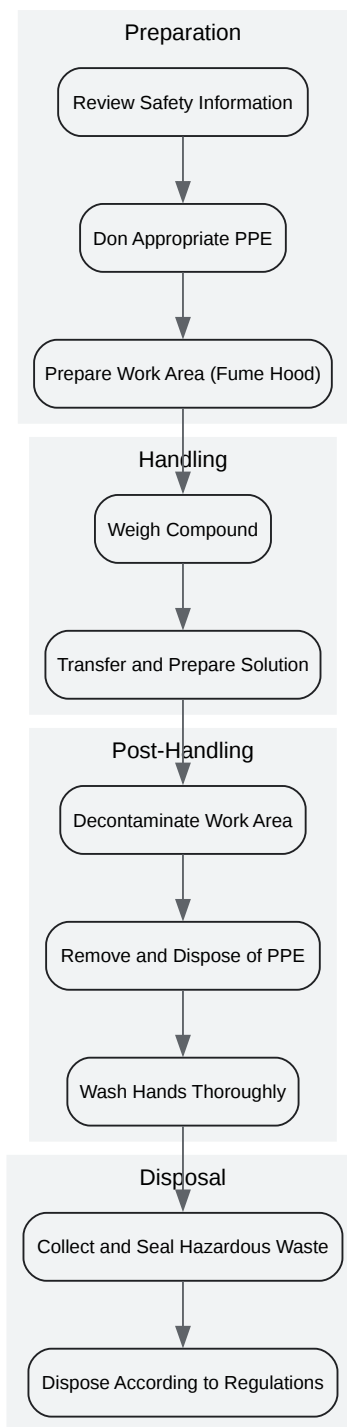 Preparation
Review Safety Information
Don Appropriate PPE
Prepare Work Area (Fume Hood)
Handling
Weigh Compound
Transfer and Prepare Solution
Post-Handling
Decontaminate Work Area
Remove and Dispose of PPE
Wash Hands Thoroughly
Disposal
Collect and Seal Hazardous Waste
Dispose According to Regulations